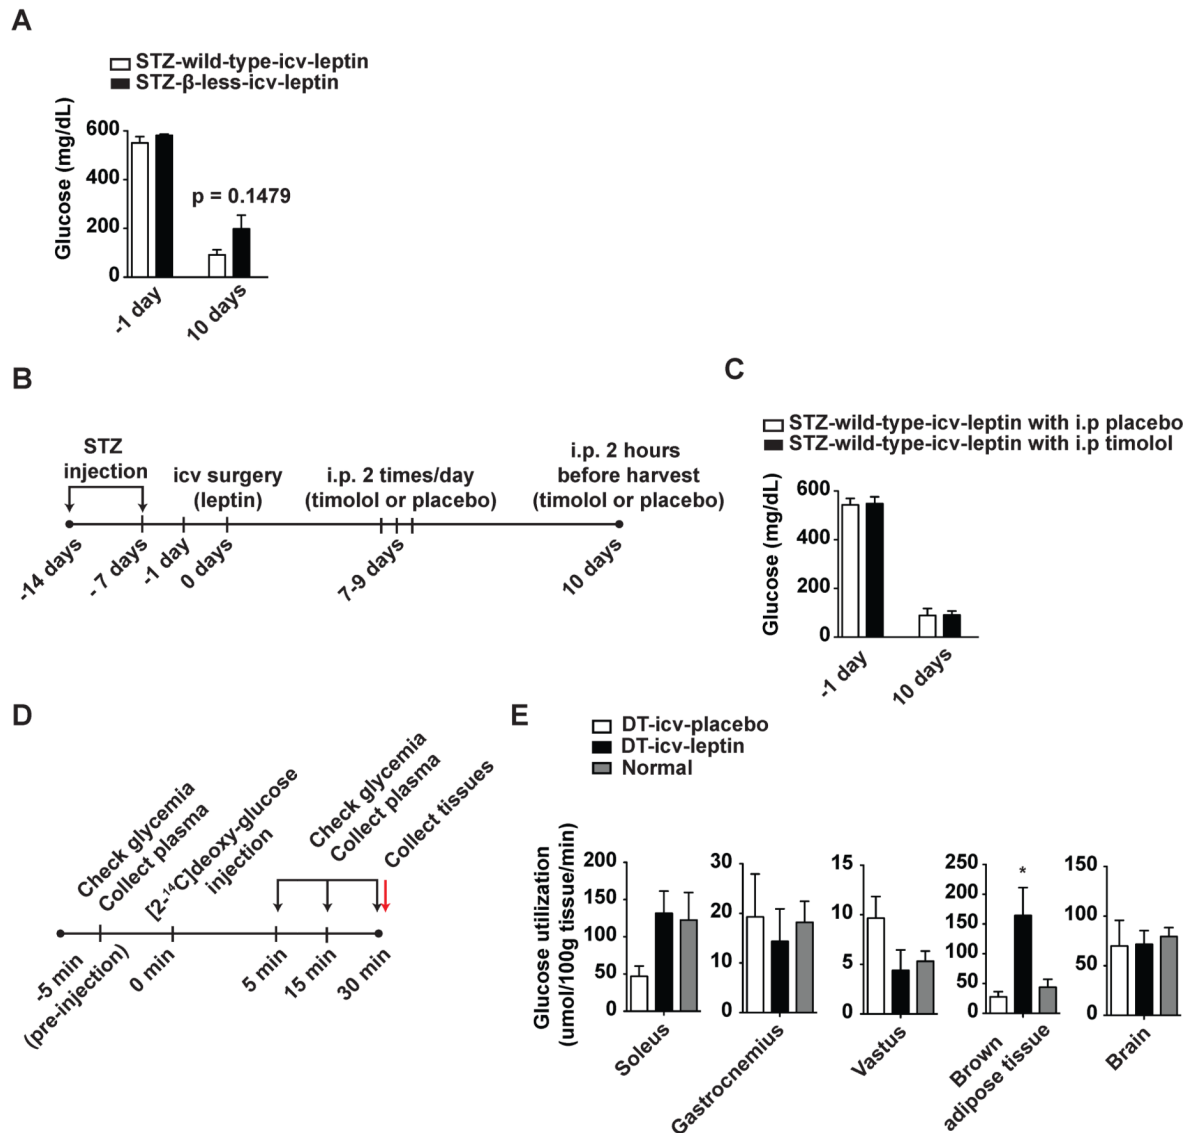 A
STZ-wild-type-icv-leptin
STZ-β-less-icv-leptin
Glucose (mg/dL)
600
400
200
0
p = 0.1479
-1 day
10 days
B
STZ
injection
icv surgery
(leptin)
i.p. 2 times/day
(timolol or placebo)
i.p. 2 hours
before harvest
(timolol or placebo)
-14 days
- 7 days
-1 day
0 days
7-9 days
10 days
C
STZ-wild-type-icv-leptin with i.p placebo
STZ-wild-type-icv-leptin with i.p timolol
Glucose (mg/dL)
600
400
200
0
-1 day
10 days
D
Check glycemia
Collect plasma
[2-¹⁴C]deoxy-glucose
injection
Check glycemia
Collect plasma
Collect tissues
-5 min
(pre-injection)
0 min
5 min
15 min
30 min
E
DT-icv-placebo
DT-icv-leptin
Normal
Glucose utilization
(umol/100g tissue/min)
200
150
100
50
0
Soleus
30
20
10
0
Gastrocnemius
15
10
5
0
Vastus
250
200
150
100
50
0
*
Brown
adipose tissue
150
100
50
0
Brain